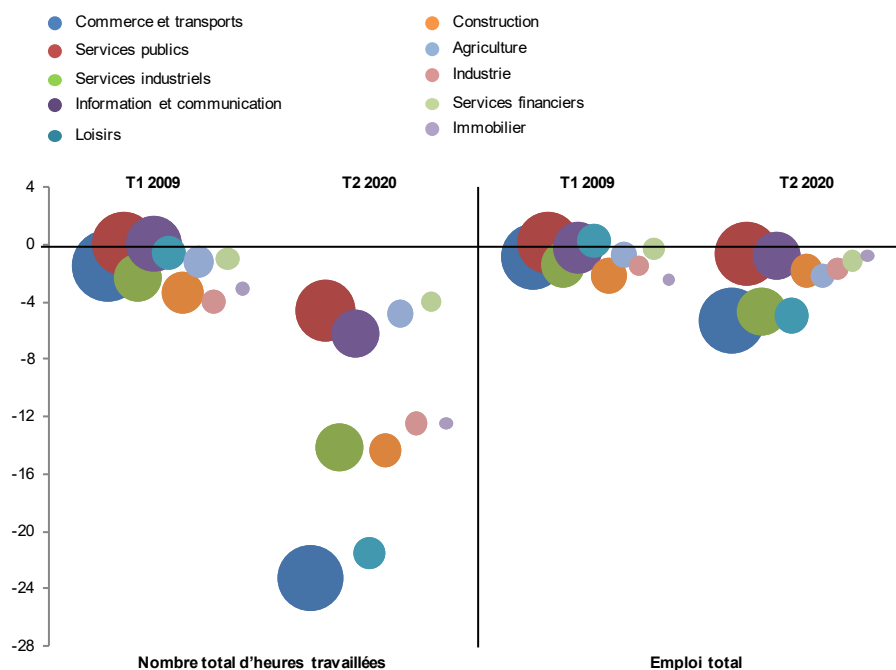 Commerce et transports
Services publics
Services industriels
Information et communication
Loisirs
Construction
Agriculture
Industrie
Services financiers
Immobilier
T1 2009
T2 2020
T1 2009
T2 2020
4
0
-4
-8
-12
-16
-20
-24
-28
Nombre total d'heures travaillées
Emploi total